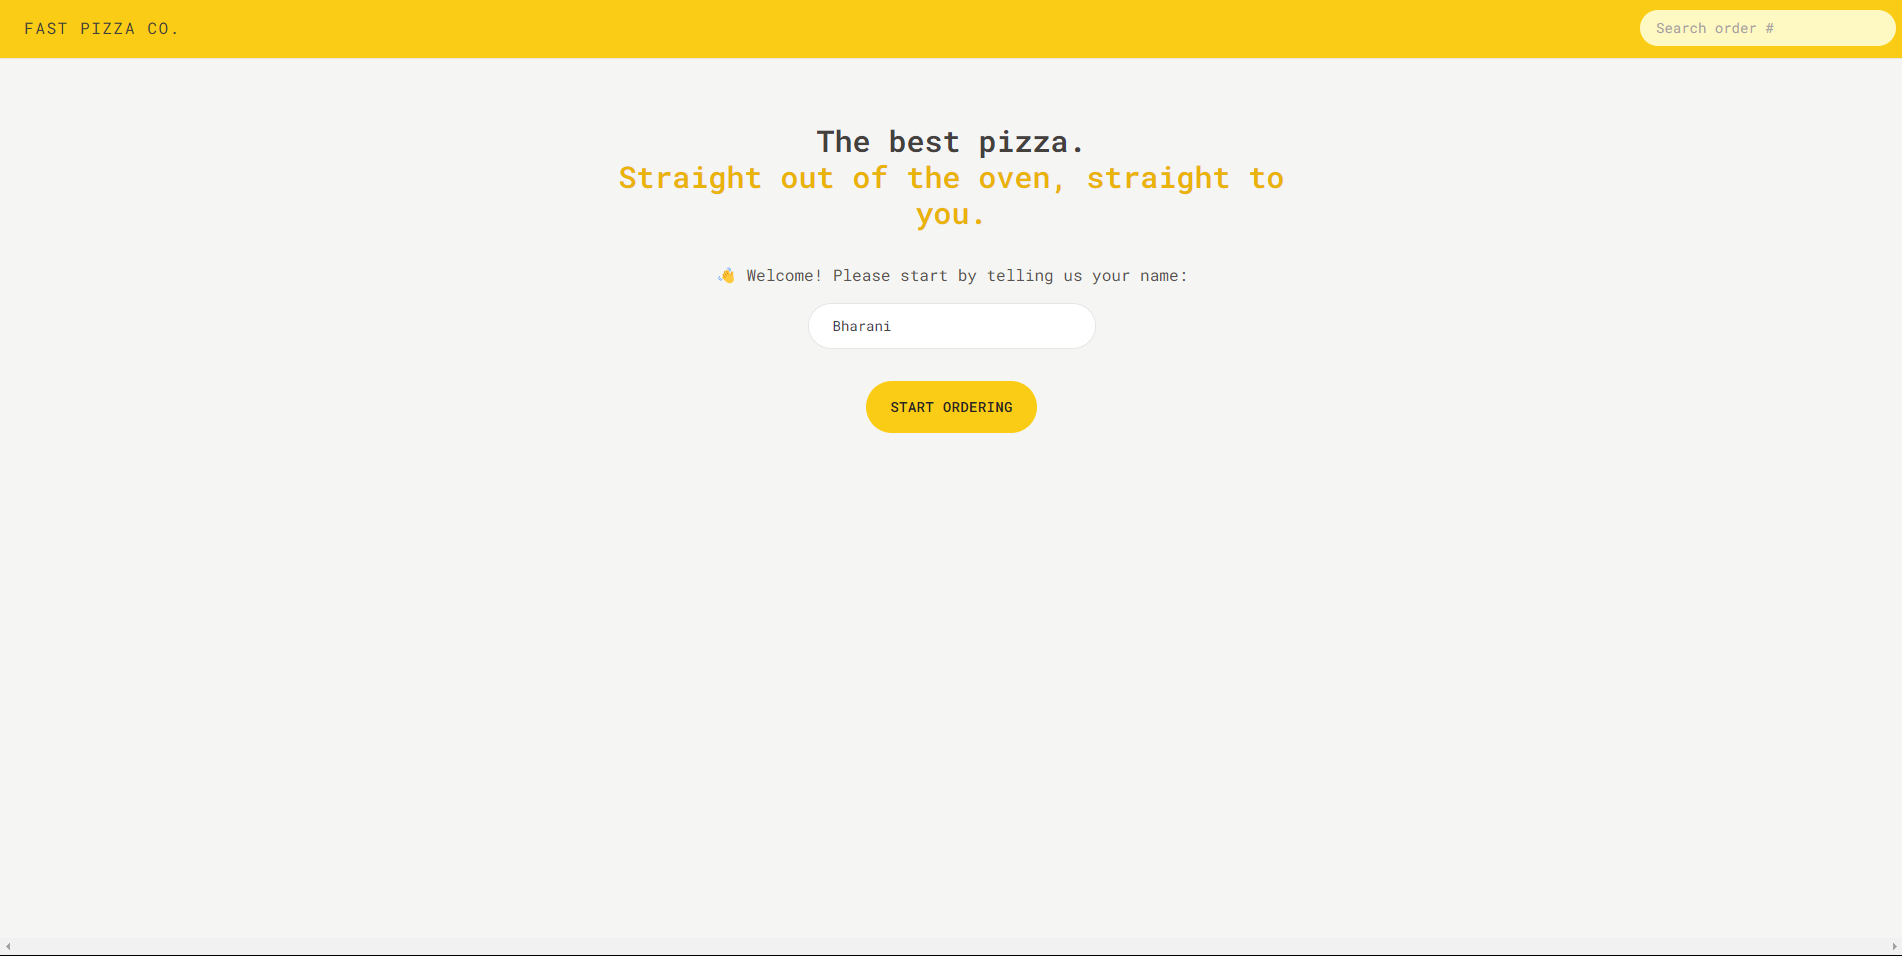 FAST PIZZA CO.
Search order #
The best pizza.
Straight out of the oven, straight to
you.
👋 Welcome! Please start by telling us your name:
Bharani
START ORDERING